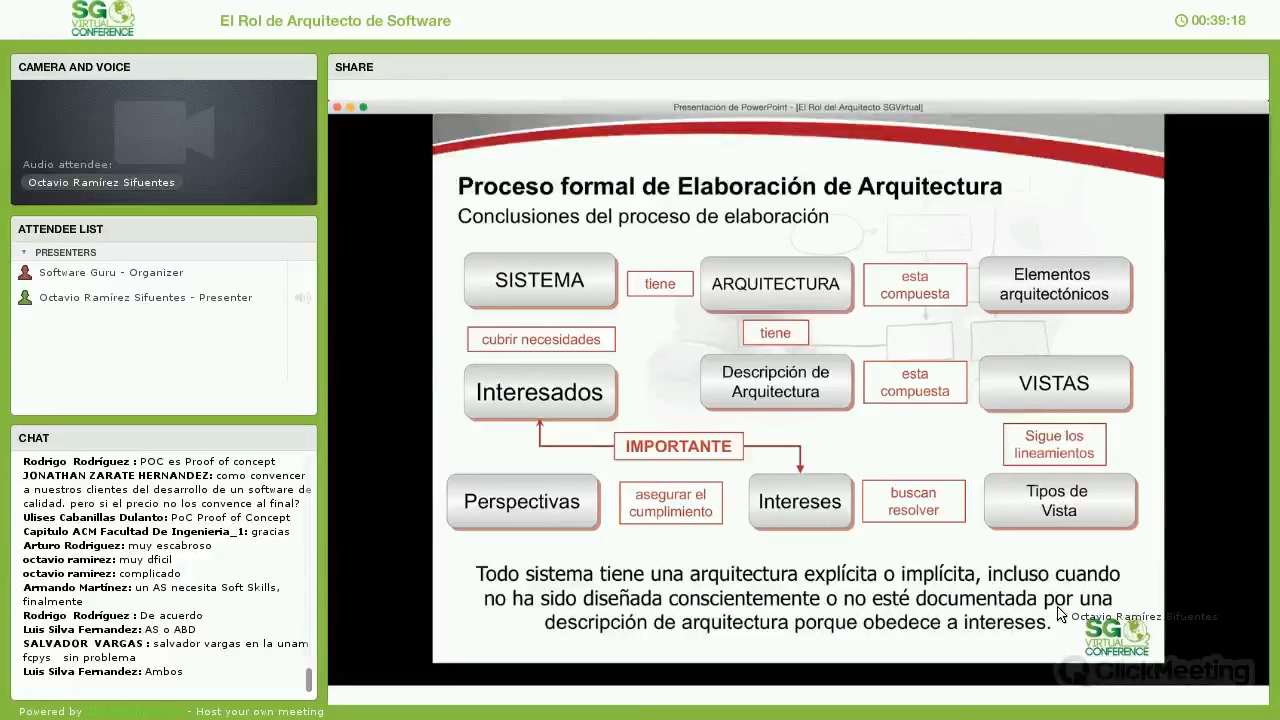 SG
VIRTUAL
CONFERENCE
El Rol de Arquitecto de Software
00:39:18
CAMERA AND VOICE
Audio attendee:
Octavio Ramírez Sifuentes
ATTENDEE LIST
PRESENTERS
Software Guru - Organizer
Octavio Ramírez Sifuentes - Presenter
CHAT
Rodrigo Rodríguez : POC es Proof of concept
JONATHAN ZARATE HERNANDEZ: como convencer
a nuestros clientes del desarrollo de un software de
calidad. pero si el precio no los convence al final?
Ulises Cabanillas Dulanto: PoC Proof of Concept
Capitulo ACM Facultad De Ingenieria_1: gracias
Arturo Rodriguez: muy escabroso
octavio ramirez: muy dficil
octavio ramirez: complicado
Armando Martínez: un AS necesita Soft Skills,
finalmente
Rodrigo Rodríguez : De acuerdo
Luis Silva Fernandez: AS o ABD
SALVADOR VARGAS : salvador vargas en la unam
fcpys sin problema
Luis Silva Fernandez: Ambos
Powered by
- Host your own meeting
SHARE
Presentación de PowerPoint - [El Rol del Arquitecto SGVirtual]
Proceso formal de Elaboración de Arquitectura
Conclusiones del proceso de elaboración
SISTEMA
tiene
ARQUITECTURA
esta
compuesta
Elementos
arquitectónicos
cubrir necesidades
tiene
Interesados
Descripción de
Arquitectura
esta
compuesta
VISTAS
IMPORTANTE
Sigue los
lineamientos
Perspectivas
asegurar el
cumplimiento
Intereses
buscan
resolver
Tipos de
Vista
Todo sistema tiene una arquitectura explícita o implícita, incluso cuando
no ha sido diseñada conscientemente o no esté documentada por una
descripción de arquitectura porque obedece a intereses.
Octavio Ramírez Sifuentes
SG
VIRTUAL
CONFERENCE
ClickMeeting